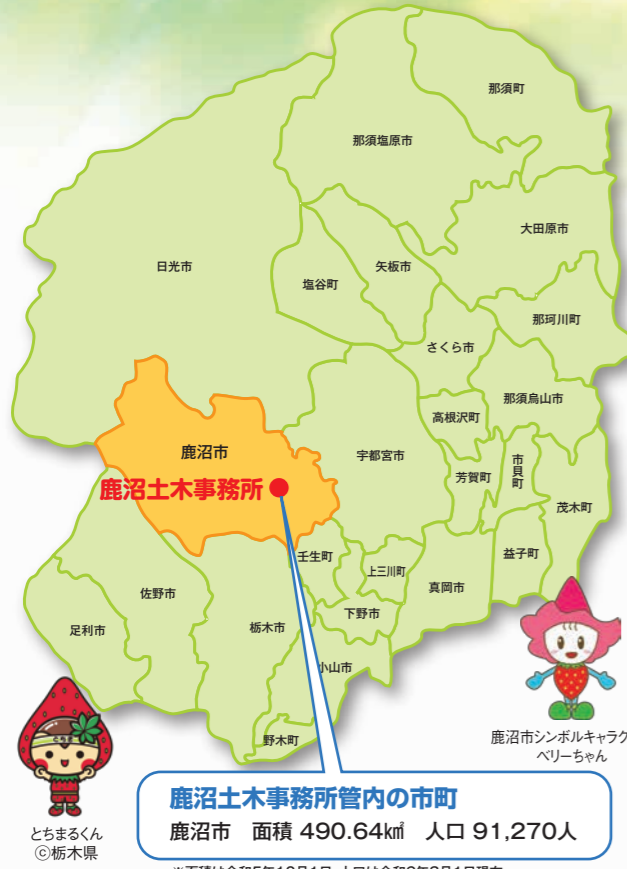 那須町
那須塩原市
大田原市
日光市
矢板市
塩谷町
那珂川町
さくら市
那須烏山市
高根沢町
鹿沼市
宇都宮市
市貝町
芳賀町
鹿沼土木事務所
茂木町
壬生町
益子町
上三川町
真岡市
佐野市
下野市
足利市
栃木市
小山市
野木町
鹿沼市シンボルキャラク
ベリーちゃん
とちまるくん
©栃木県
鹿沼土木事務所管内の市町
鹿沼市 面積 490.64㎢ 人口 91,270人